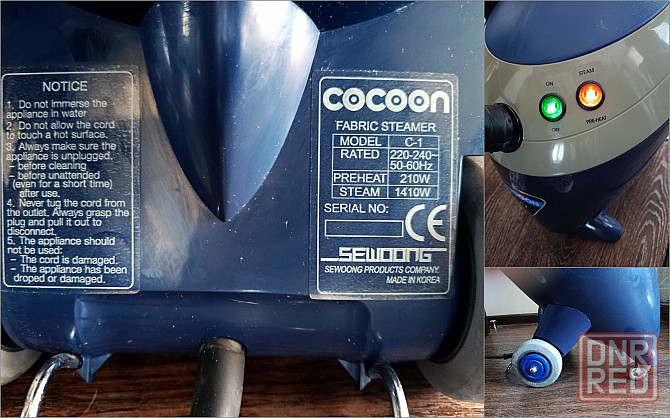 NOTICE
1. Do not immerse the
appliance in water
2. Do not allow the cord
to touch a hot surface.
3. Always make sure the
appliance is unplugged.
– before cleaning
– before unattended
(even for a short time)
after use.
4. Never tug the cord from
the outlet. Always grasp the
plug and pull it out to
disconnect.
5. The appliance should
not be used:
– The cord is damaged.
– The appliance has been
droped or damaged.
COCOON
FABRIC STEAMER
MODEL C-1
RATED 220-240~
50-60Hz
PREHEAT 210W
STEAM 1410W
SERIAL NO:
CE
SEWOONG
SEWOONG PRODUCTS COMPANY.
MADE IN KOREA
ON
STEAM
PRE-HEAT
COCOON
DNR
RED